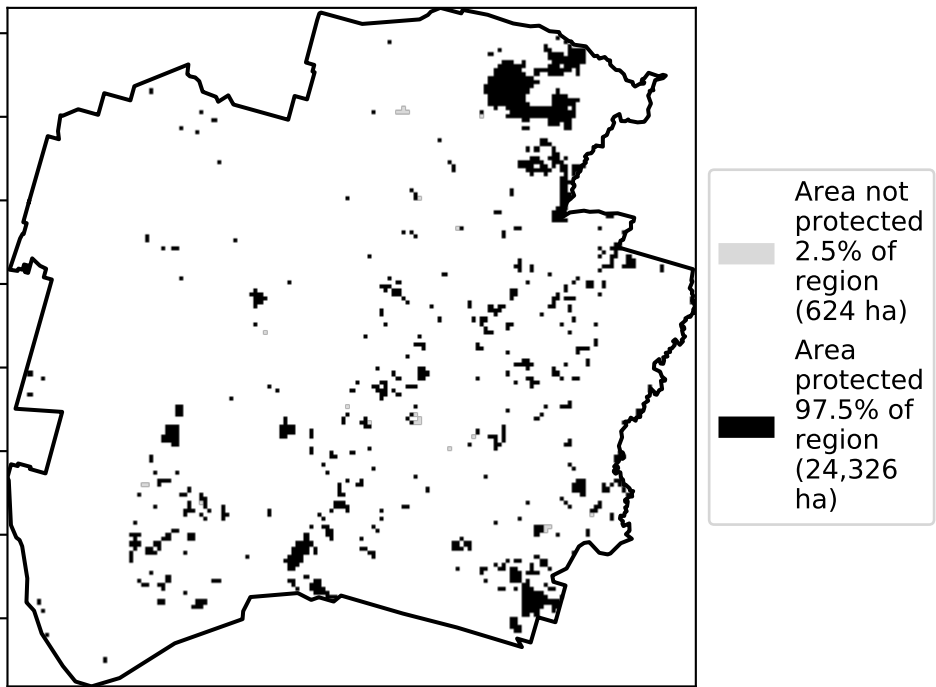 Area not
protected
2.5% of
region
(624 ha)
Area
protected
97.5% of
region
(24,326
ha)